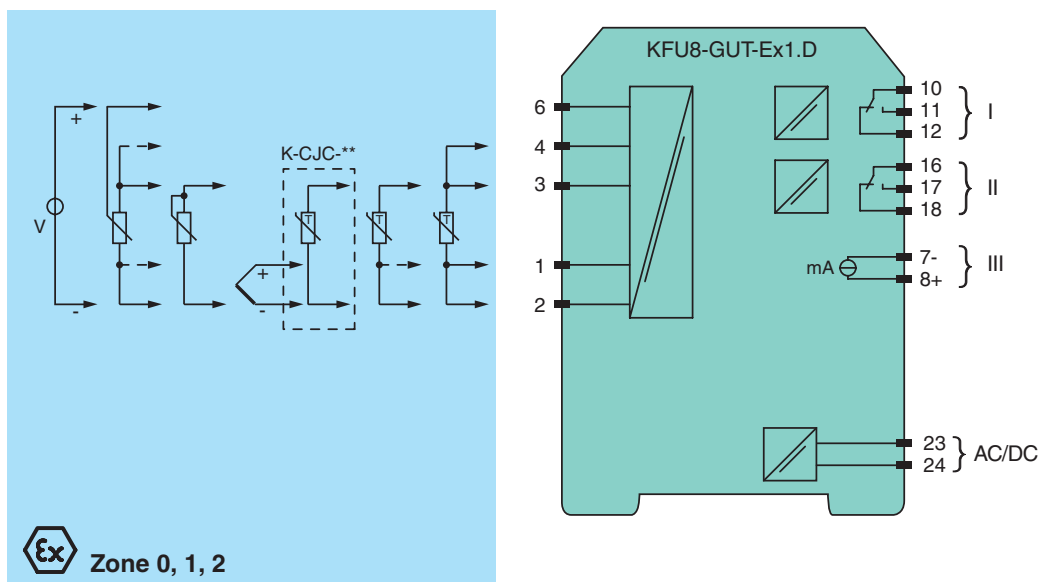 KFU8-GUT-Ex1.D
+
V
-
K-CJC-**
T
T
T
+
-
6
4
3
1
2
10
11
12
I
16
17
18
II
mA
7-
8+
III
23
24
AC/DC
Ex
Zone 0, 1, 2